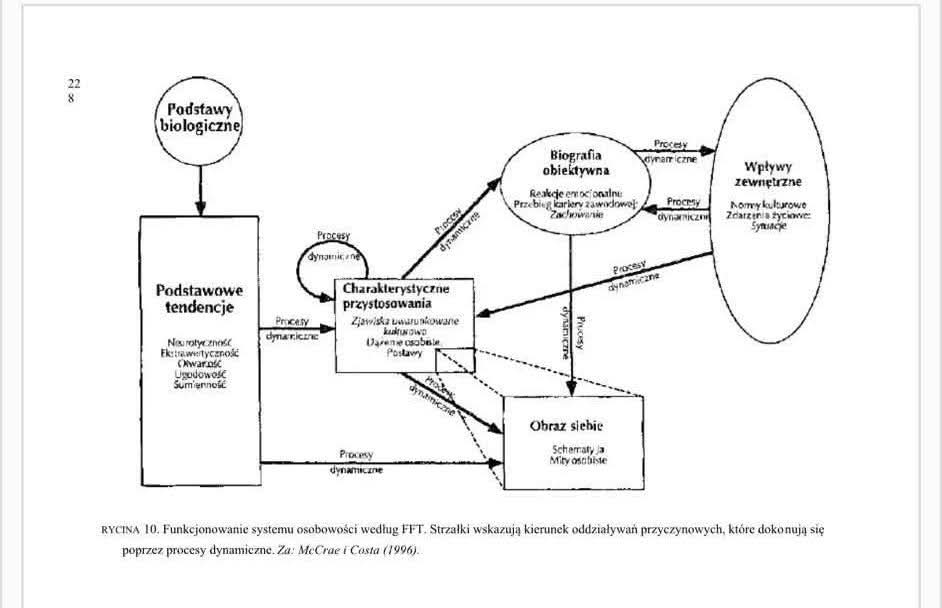 22
8
Podstawy
biologiczne
Podstawowe
tendencje
Neurotyczność
Ekstrawertyczność
Otwartość
Ugodowość
Sumienność
Procesy
dynamiczne
Procesy
dynamiczne
Charakterystyczne
przystosowania
Zjawiska uwarunkowane
kulturowo
Dążenie osobiste
Postawy
Procesy
dynamiczne
Biografia
obiektywna
Reakcje emocjonalne
Przebieg kariery zawodowej
Zachowanie
Procesy
dynamiczne
Procesy
dynamiczne
Wpływy
zewnętrzne
Normy kulturowe
Zdarzenia życiowe:
Sytuacje
Procesy
dynamiczne
Procesy
dynamiczne
Procesy
dynamiczne
Obraz siebie
Schematy ja
Mity osobiste
Procesy
dynamiczne
RYCINA 10. Funkcjonowanie systemu osobowości według FFT. Strzałki wskazują kierunek oddziaływań przyczynowych, które dokonują się
poprzez procesy dynamiczne. Za: McCrae i Costa (1996).